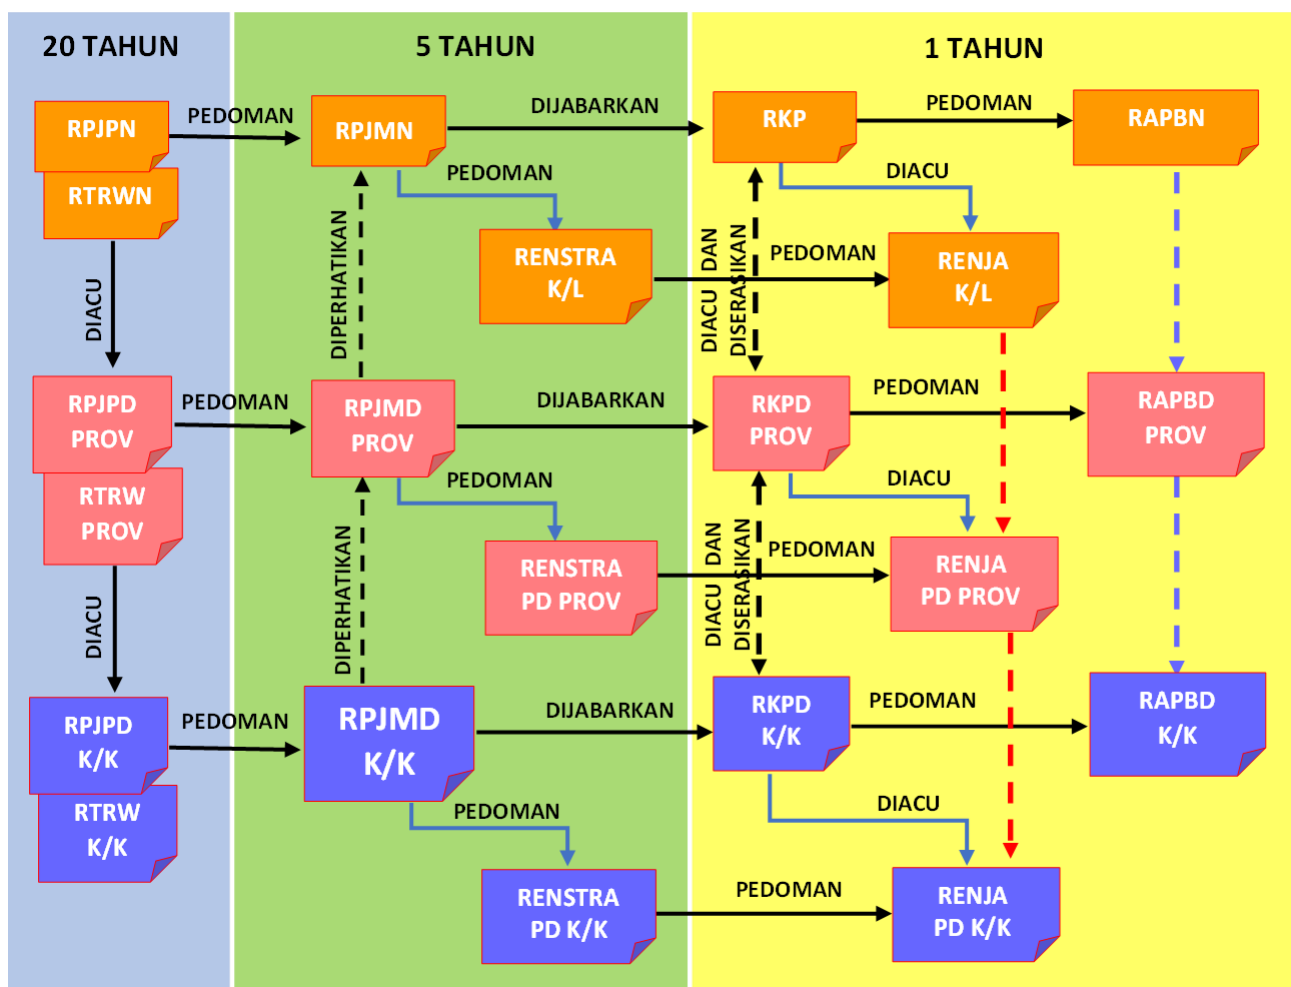 20 TAHUN
5 TAHUN
1 TAHUN
RPJPN
PEDOMAN
RPJMN
DIJABARKAN
RKP
PEDOMAN
RAPBN
RTRWN
PEDOMAN
DIACU
DIPERHATIKAN
RENSTRA
K/L
DIACU DAN
DISERASIKAN
PEDOMAN
RENJA
K/L
DIACU
RPJPD
PROV
PEDOMAN
RPJMD
PROV
DIJABARKAN
RKPD
PROV
PEDOMAN
RAPBD
PROV
RTRW
PROV
PEDOMAN
DIACU
DIPERHATIKAN
RENSTRA
PD PROV
DIACU DAN
DISERASIKAN
PEDOMAN
RENJA
PD PROV
DIACU
RPJPD
K/K
PEDOMAN
RPJMD
K/K
DIJABARKAN
RKPD
K/K
PEDOMAN
RAPBD
K/K
RTRW
K/K
PEDOMAN
DIACU
RENSTRA
PD K/K
PEDOMAN
RENJA
PD K/K